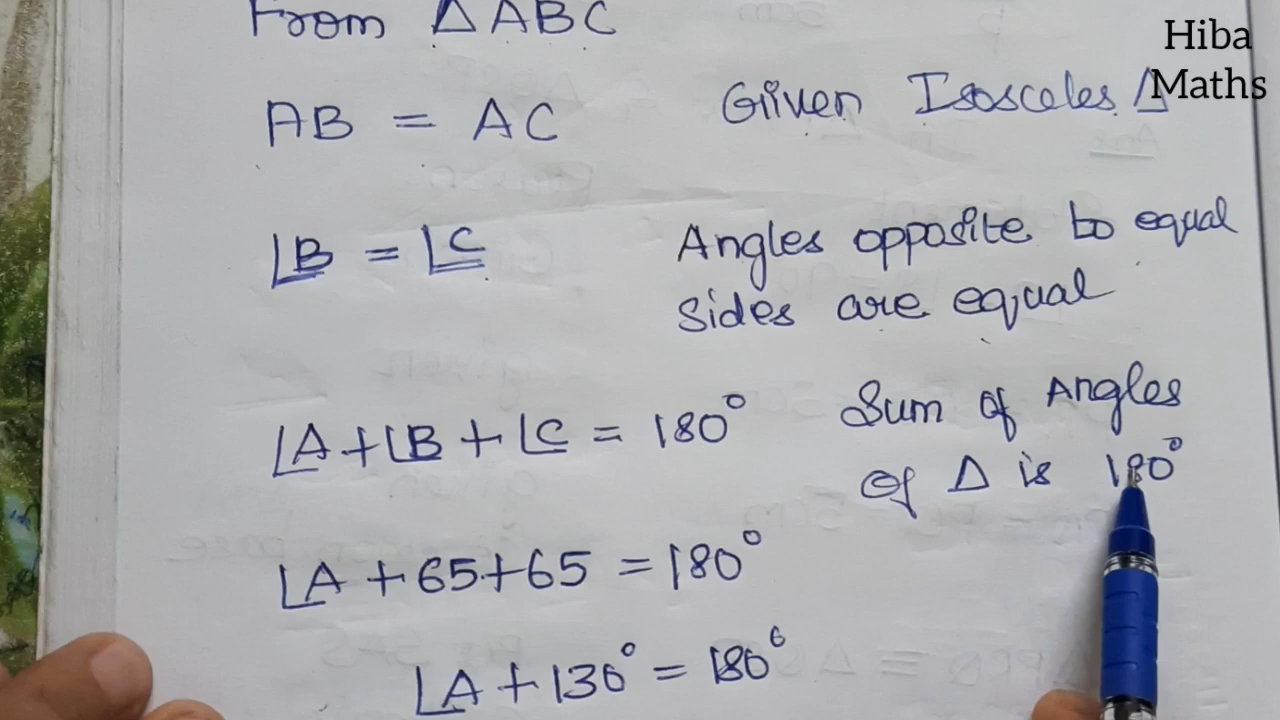 Hiba
Maths
From ΔABC
AB = AC Given Isosceles Δ
∠B = ∠C Angles opposite to equal
sides are equal
∠A+∠B+∠C = 180° Sum of Angles
of Δ is 180°
∠A+65+65 = 180°
∠A+130° = 180°